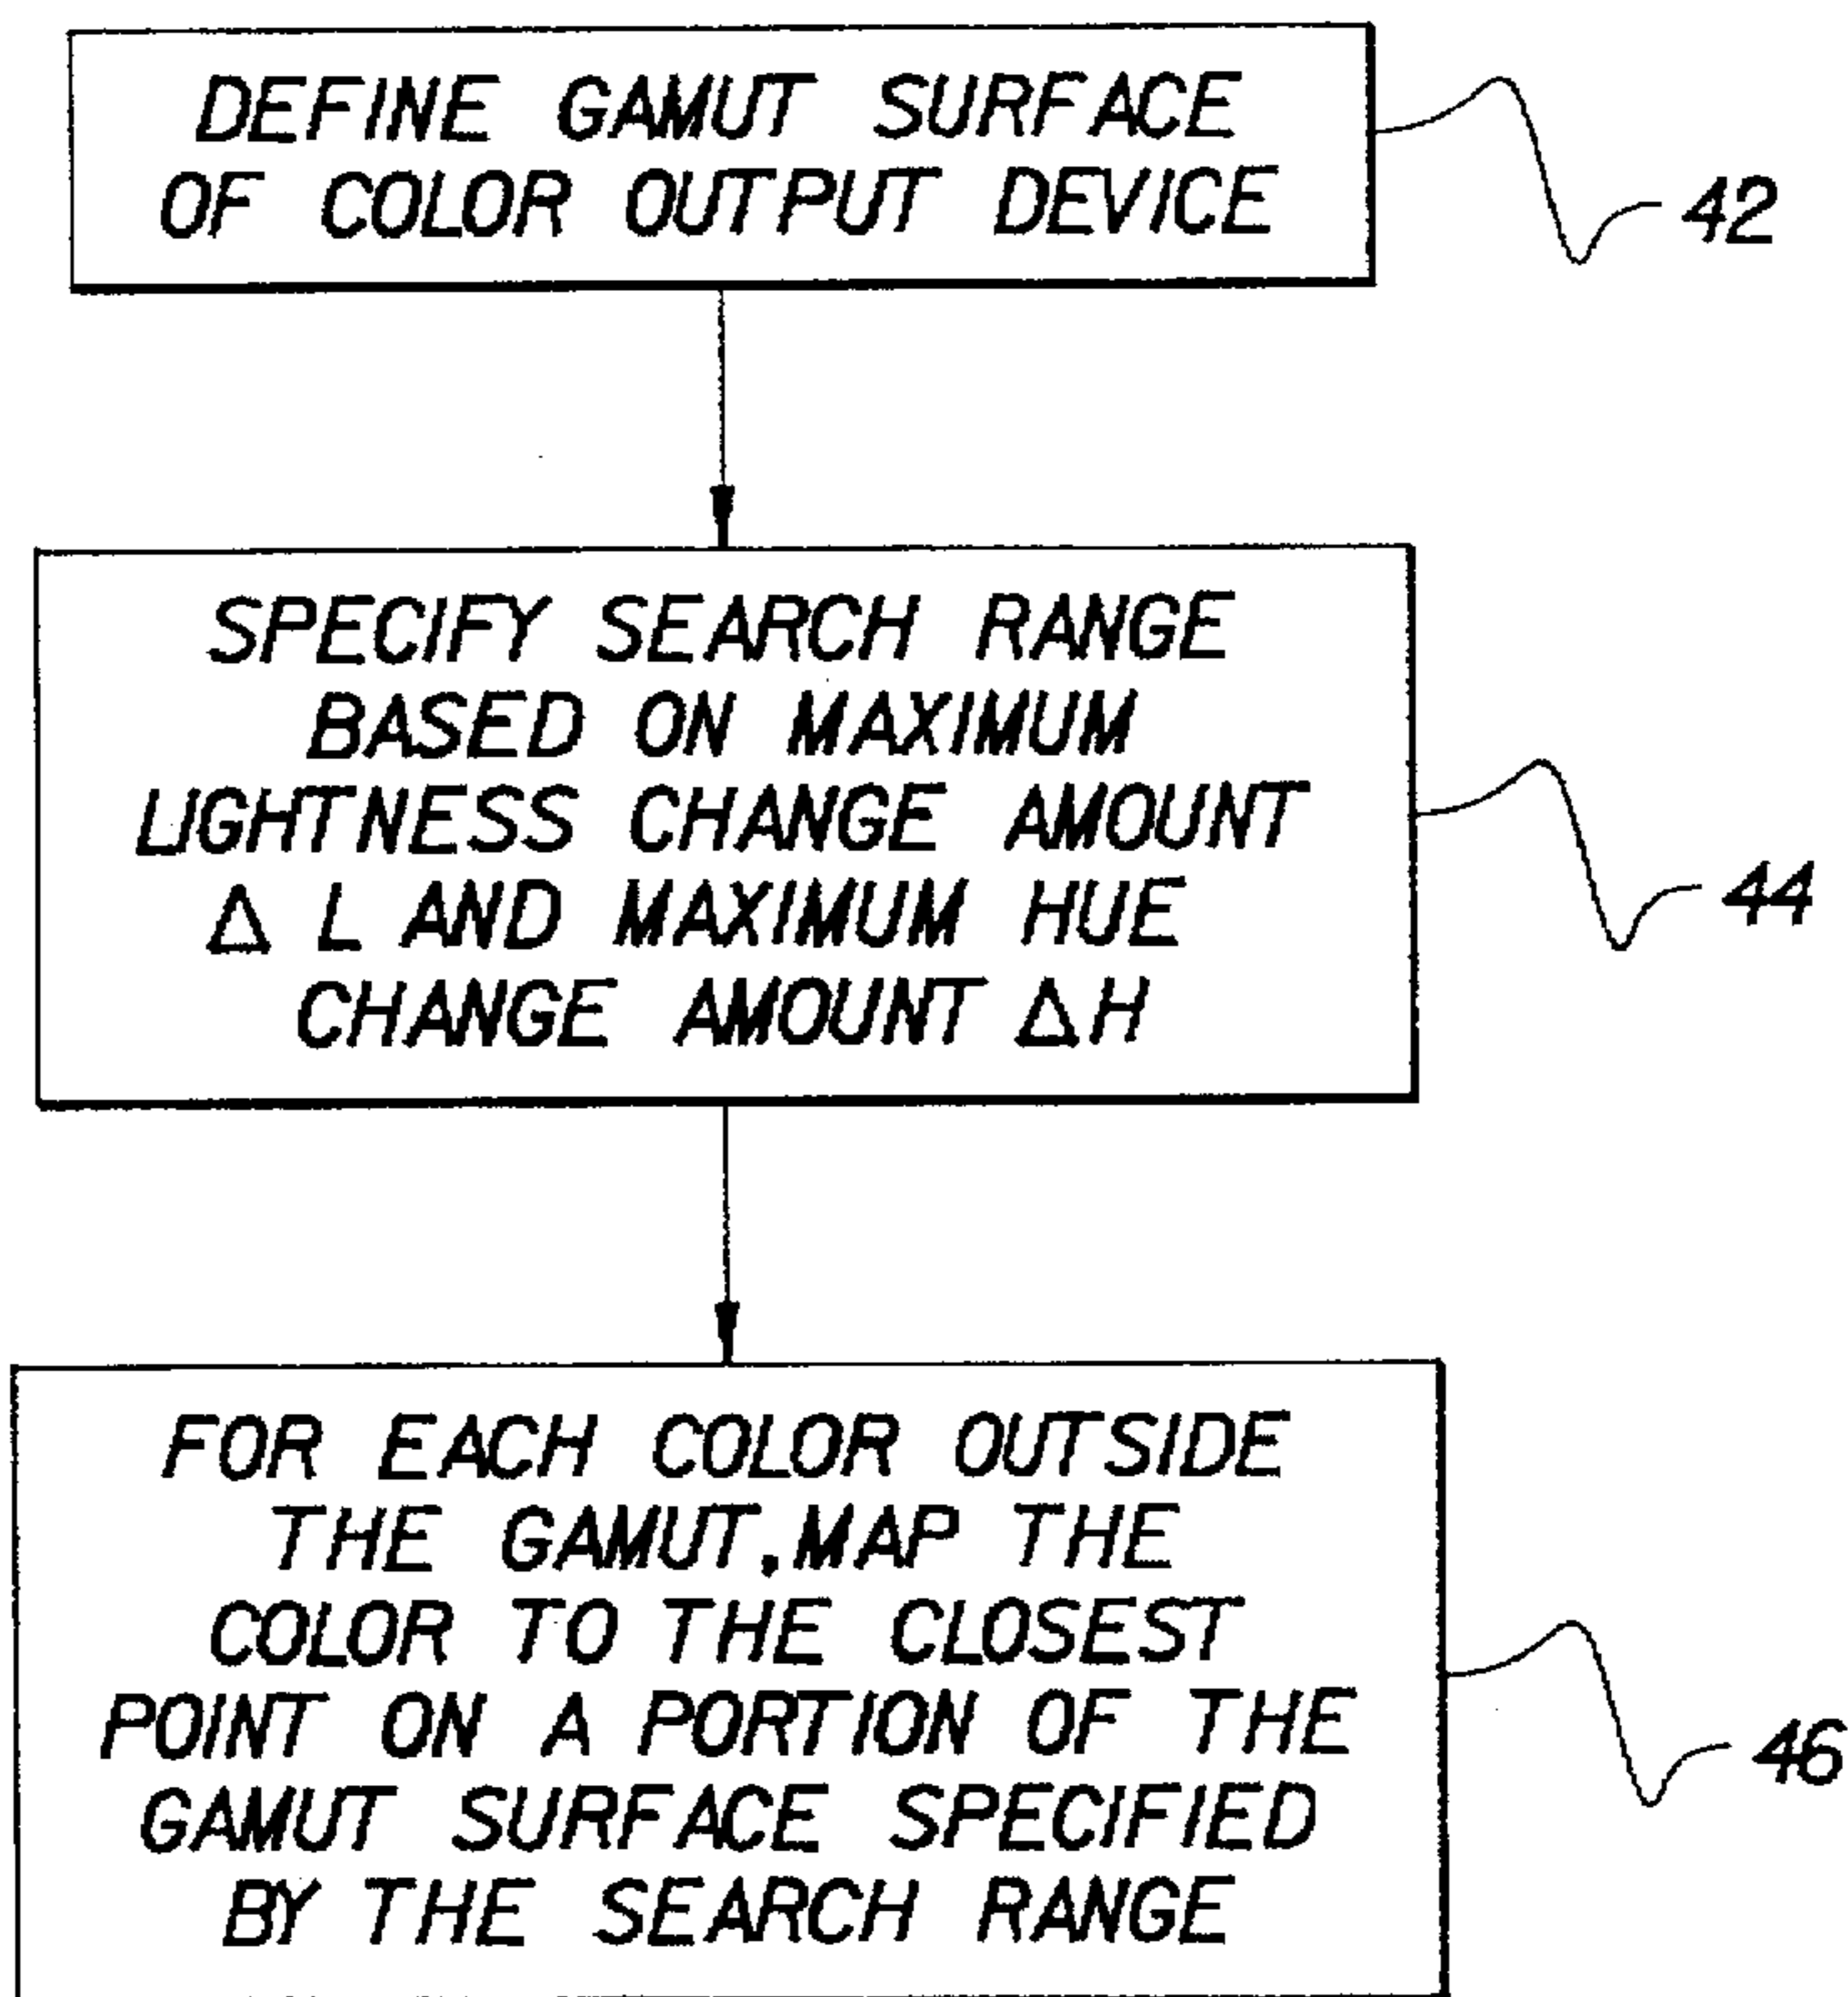 DEFINE GAMUT SURFACE
OF COLOR OUTPUT DEVICE
42
SPECIFY SEARCH RANGE
BASED ON MAXIMUM
LIGHTNESS CHANGE AMOUNT
Δ L AND MAXIMUM HUE
CHANGE AMOUNT ΔH
44
FOR EACH COLOR OUTSIDE
THE GAMUT,MAP THE
COLOR TO THE CLOSEST
POINT ON A PORTION OF THE
GAMUT SURFACE SPECIFIED
BY THE SEARCH RANGE
46